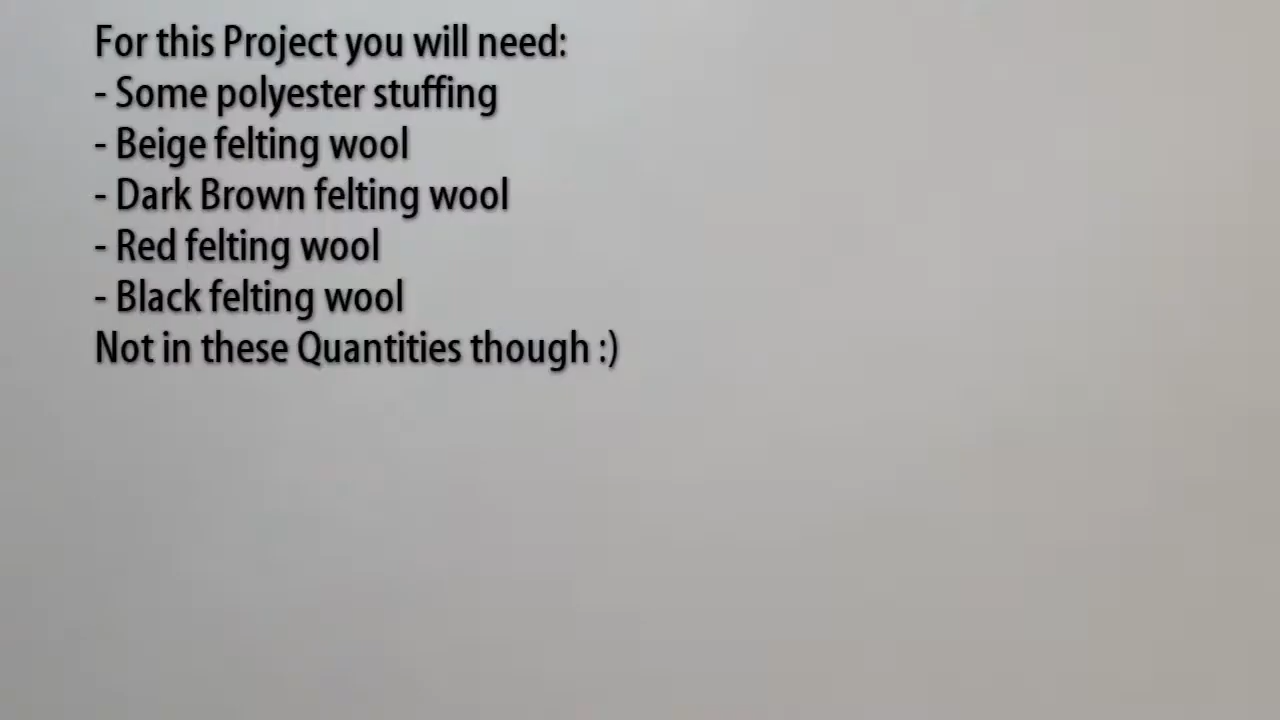 For this Project you will need:
- Some polyester stuffing
- Beige felting wool
- Dark Brown felting wool
- Red felting wool
- Black felting wool
Not in these Quantities though :)